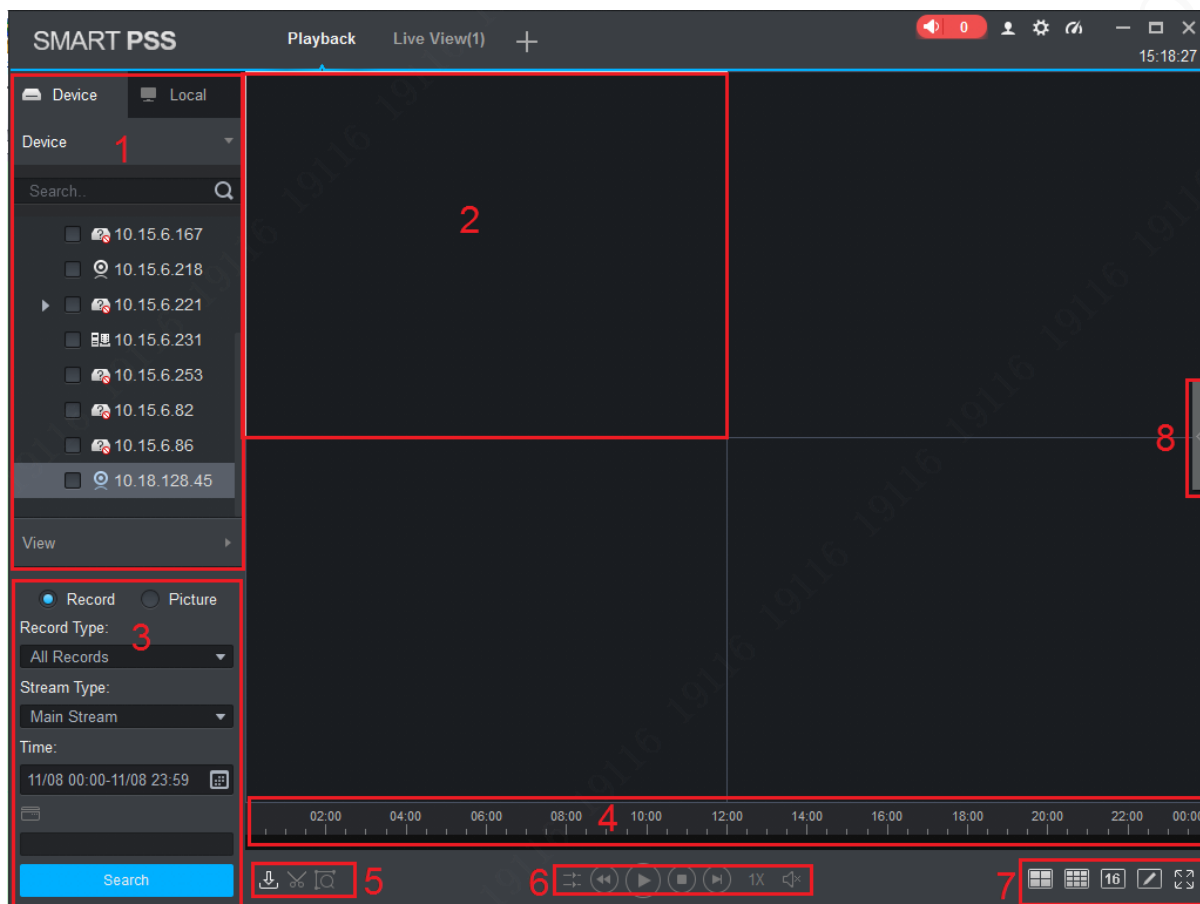 SMART PSS
Playback
Live View(1)
0
15:18:27
Device
Local
Device
1
Search..
10.15.6.167
10.15.6.218
10.15.6.221
10.15.6.231
10.15.6.253
10.15.6.82
10.15.6.86
10.18.128.45
View
2
8
Record
Picture
3
Record Type:
All Records
Stream Type:
Main Stream
Time:
11/08 00:00-11/08 23:59
Search
02:00 04:00 06:00 08:00 10:00 12:00 14:00 16:00 18:00 20:00 22:00 00:00
4
5
6
1X
7
16
19116 19116 19116